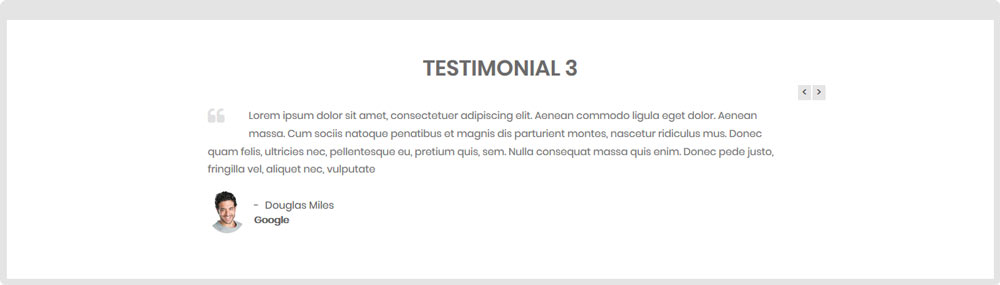 TESTIMONIAL 3
Lorem ipsum dolor sit amet, consectetuer adipiscing elit. Aenean commodo ligula eget dolor. Aenean
massa. Cum sociis natoque penatibus et magnis dis parturient montes, nascetur ridiculus mus. Donec
quam felis, ultricies nec, pellentesque eu, pretium quis, sem. Nulla consequat massa quis enim. Donec pede justo,
fringilla vel, aliquet nec, vulputate
- Douglas Miles
Google